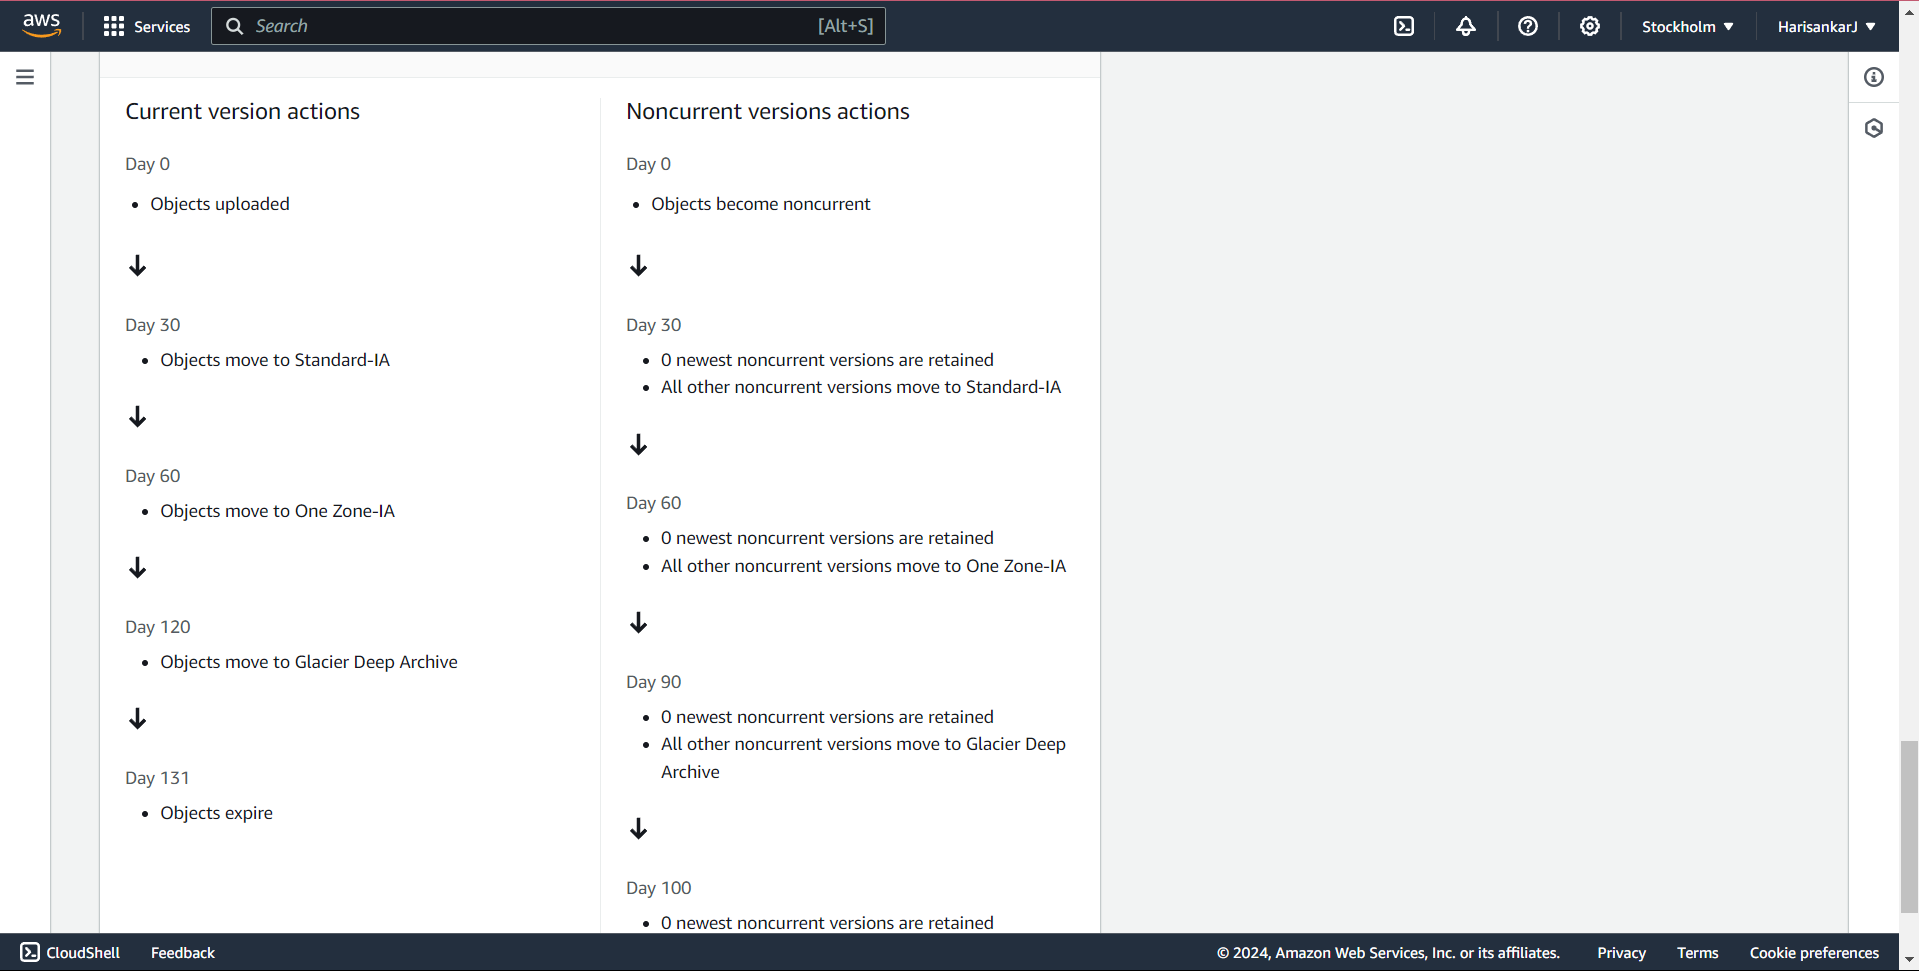 aws
Services
Search
[Alt+S]
Stockholm
HarisankarJ
Current version actions
Day 0
Objects uploaded
Day 30
Objects move to Standard-IA
Day 60
Objects move to One Zone-IA
Day 120
Objects move to Glacier Deep Archive
Day 131
Objects expire
Noncurrent versions actions
Day 0
Objects become noncurrent
Day 30
0 newest noncurrent versions are retained
All other noncurrent versions move to Standard-IA
Day 60
0 newest noncurrent versions are retained
All other noncurrent versions move to One Zone-IA
Day 90
0 newest noncurrent versions are retained
All other noncurrent versions move to Glacier Deep
Archive
Day 100
0 newest noncurrent versions are retained
CloudShell
Feedback
© 2024, Amazon Web Services, Inc. or its affiliates.
Privacy
Terms
Cookie preferences